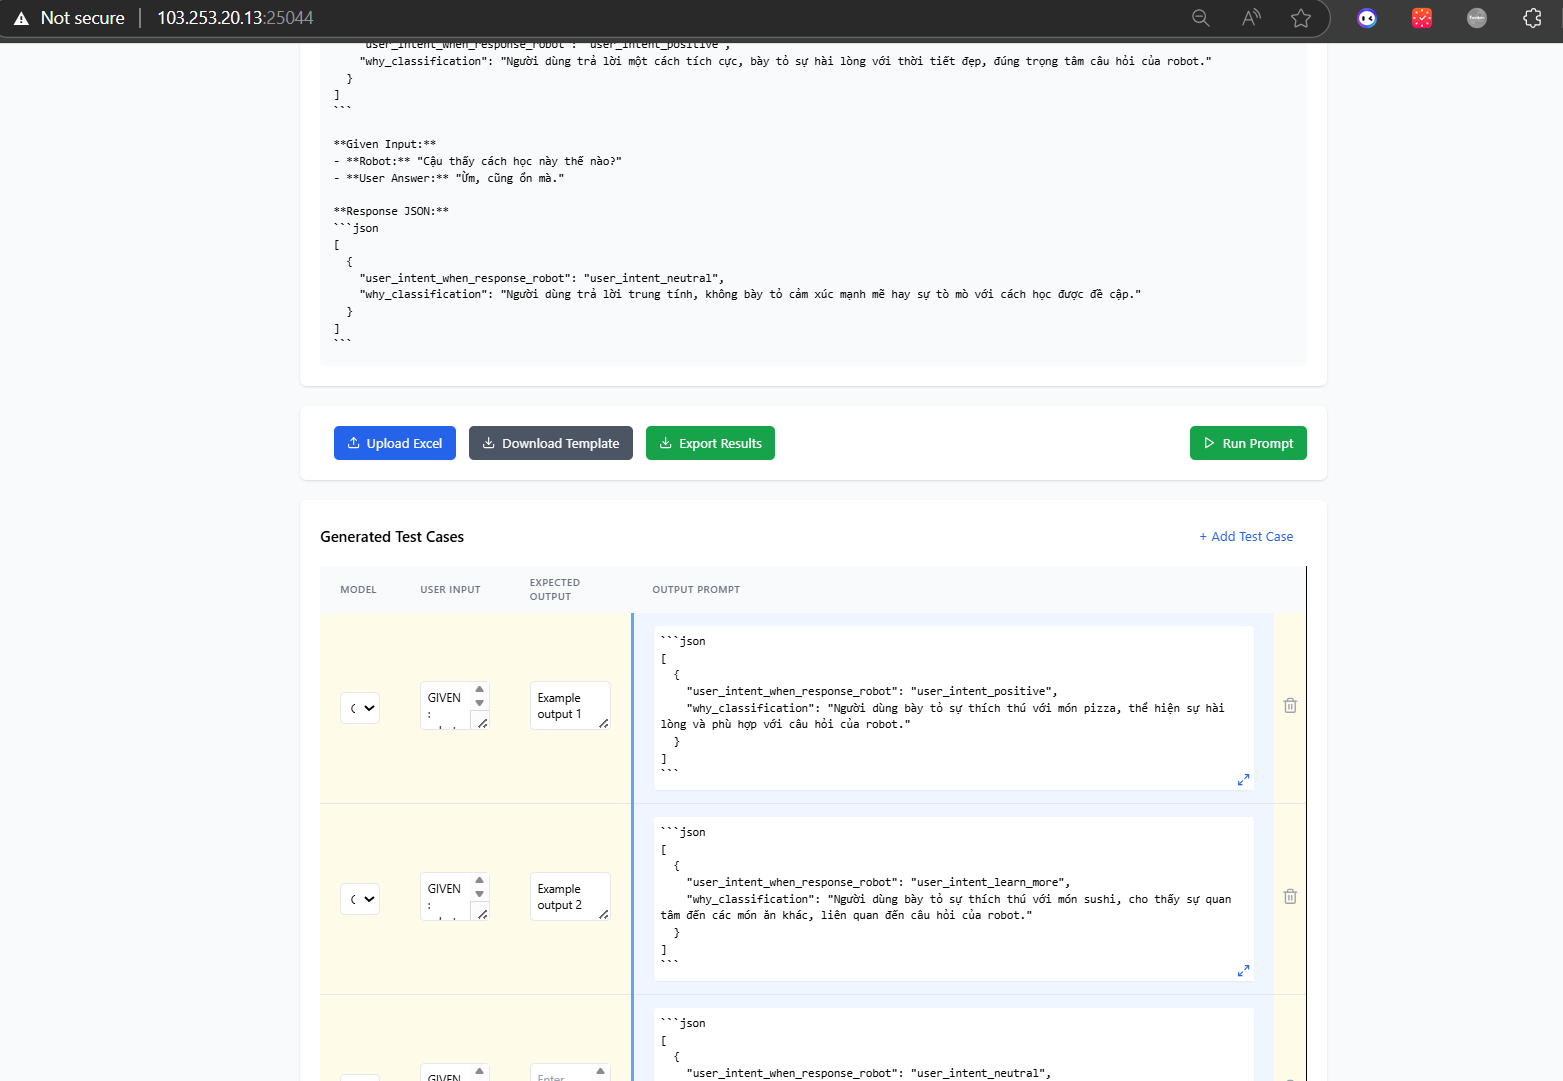 Not secure
103.253.20.13:25044
"user_intent_when_response_robot": "user_intent_positive",
"why_classification": "Người dùng trả lời một cách tích cực, bày tỏ sự hài lòng với thời tiết đẹp, đúng trọng tâm câu hỏi của robot."
}
]
```
**Given Input:**
- **Robot:** "Cậu thấy cách học này thế nào?"
- **User Answer:** "Ừm, cũng ổn mà."
**Response JSON:**
```json
[
{
"user_intent_when_response_robot": "user_intent_neutral",
"why_classification": "Người dùng trả lời trung tính, không bày tỏ cảm xúc mạnh mẽ hay sự tò mò với cách học được đề cập."
}
]
```
Upload Excel
Download Template
Export Results
Run Prompt
Generated Test Cases
+ Add Test Case
MODEL
USER INPUT
EXPECTED
OUTPUT
OUTPUT PROMPT
GIVEN
:
Example
output 1
```json
[
{
"user_intent_when_response_robot": "user_intent_positive",
"why_classification": "Người dùng bày tỏ sự thích thú với món pizza, thể hiện sự hài
lòng và phù hợp với câu hỏi của robot."
}
]
```
GIVEN
:
Example
output 2
```json
[
{
"user_intent_when_response_robot": "user_intent_learn_more",
"why_classification": "Người dùng bày tỏ sự thích thú với món sushi, cho thấy sự quan
tâm đến các món ăn khác, liên quan đến câu hỏi của robot."
}
]
```
GIVEN
Enter
```json
[
{
"user_intent_when_response_robot": "user_intent_neutral",